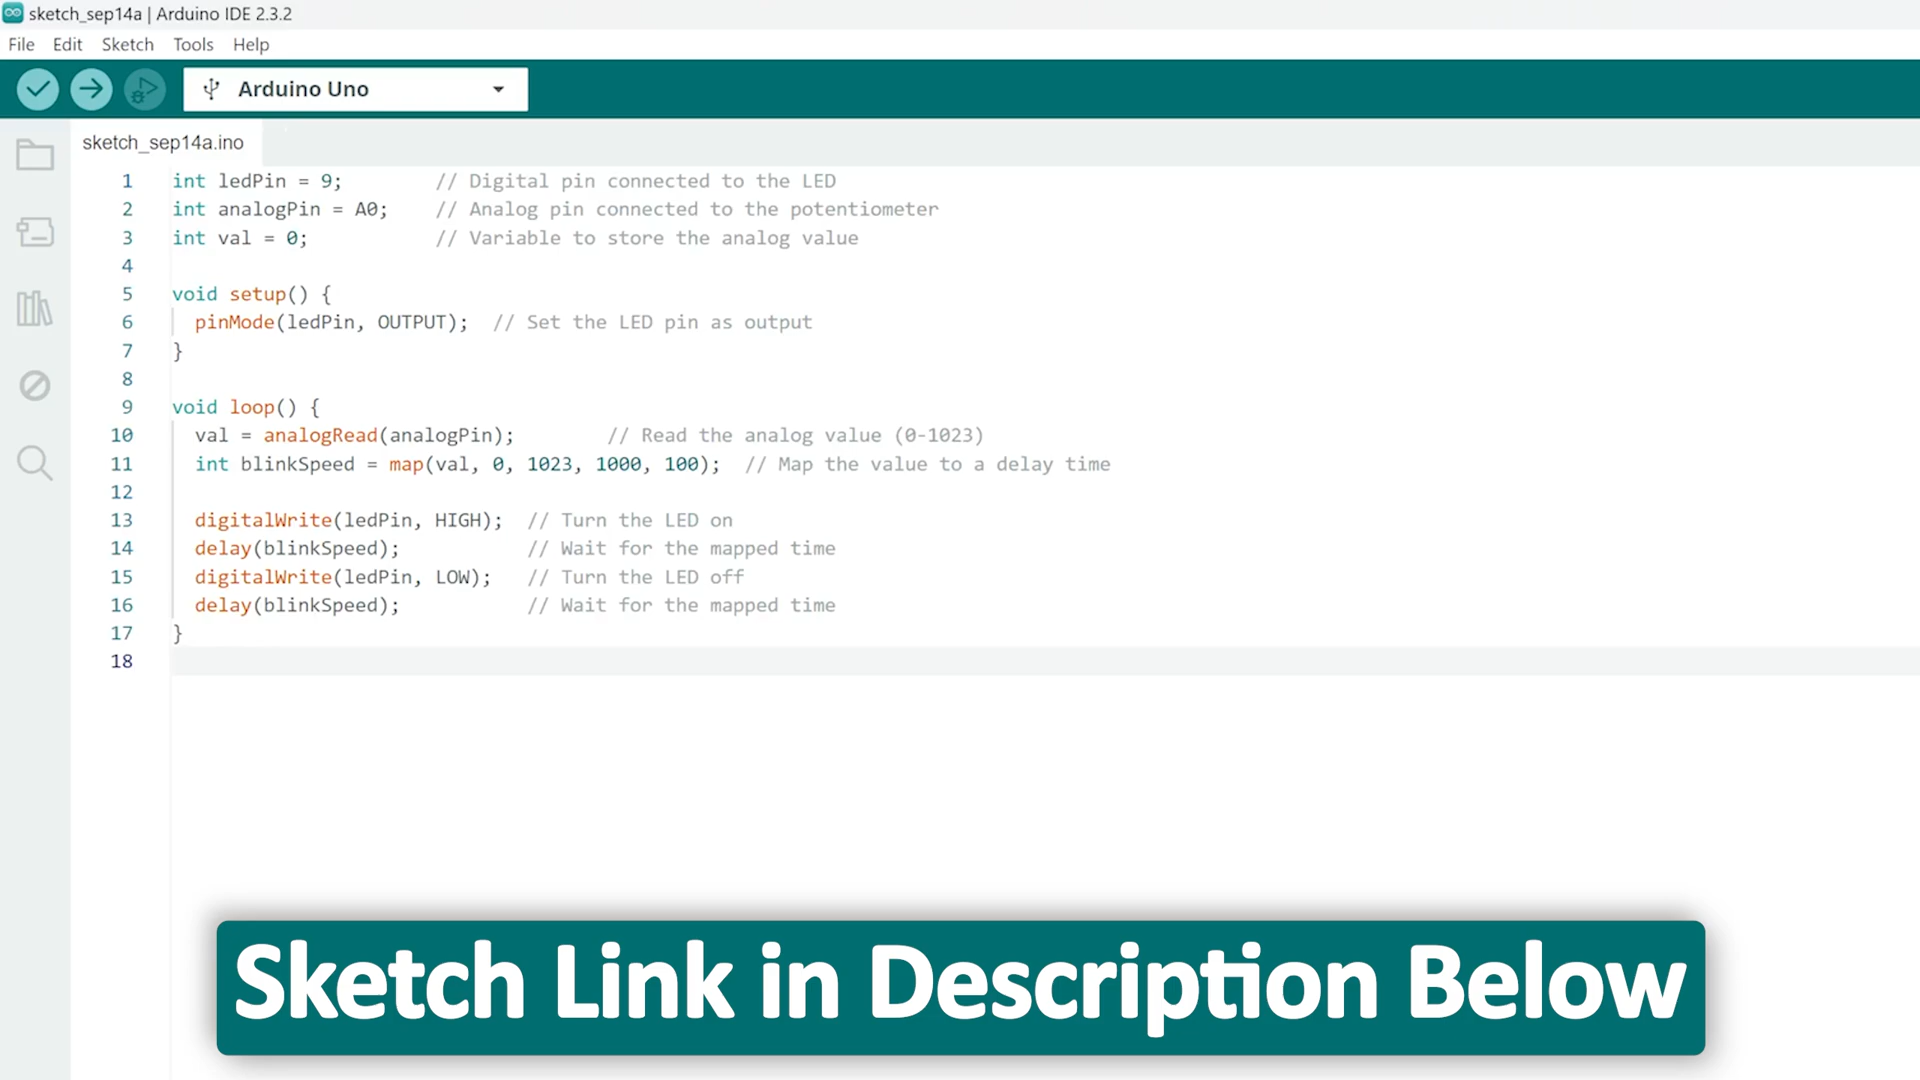 sketch_sep14a | Arduino IDE 2.3.2
File Edit Sketch Tools Help
Arduino Uno
sketch_sep14a.ino
1 int ledPin = 9; // Digital pin connected to the LED
2 int analogPin = A0; // Analog pin connected to the potentiometer
3 int val = 0; // Variable to store the analog value
4
5 void setup() {
6 pinMode(ledPin, OUTPUT); // Set the LED pin as output
7 }
8
9 void loop() {
10 val = analogRead(analogPin); // Read the analog value (0-1023)
11 int blinkSpeed = map(val, 0, 1023, 1000, 100); // Map the value to a delay time
12
13 digitalWrite(ledPin, HIGH); // Turn the LED on
14 delay(blinkSpeed); // Wait for the mapped time
15 digitalWrite(ledPin, LOW); // Turn the LED off
16 delay(blinkSpeed); // Wait for the mapped time
17 }
18
Sketch Link in Description Below